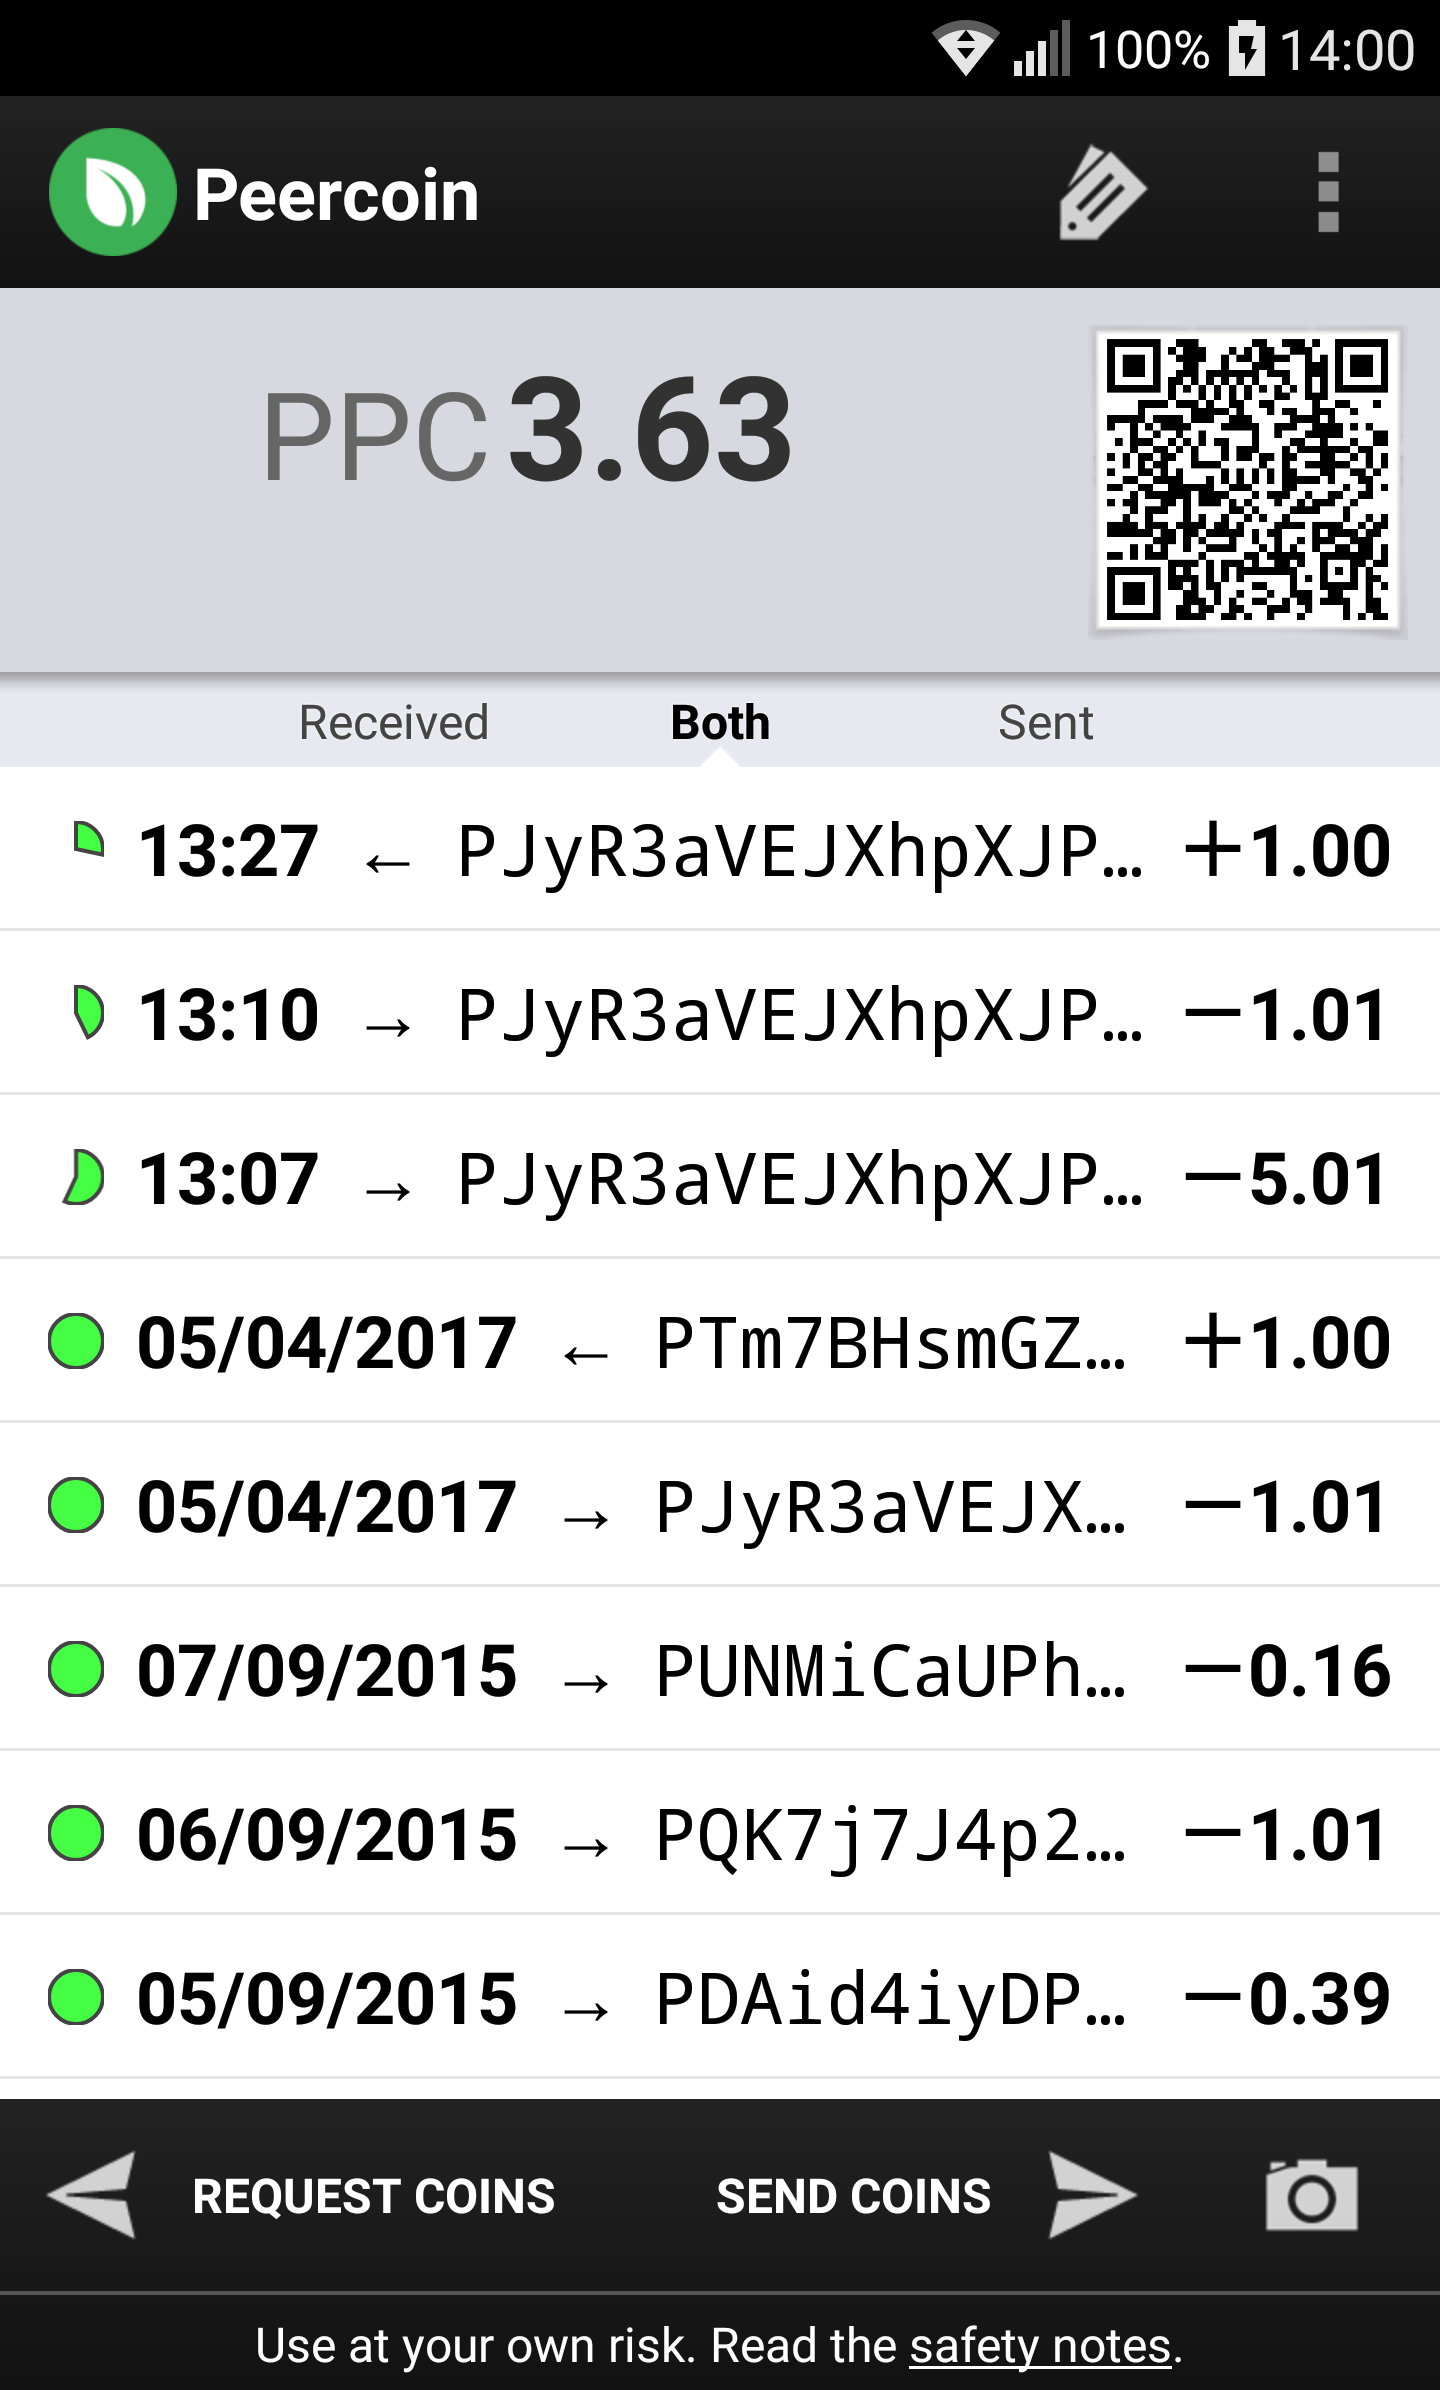 100% 14:00
Peercoin
PPC 3.63
Received Both Sent
13:27 ← PJyR3aVEJXhpXJP… +1.00
13:10 → PJyR3aVEJXhpXJP… −1.01
13:07 → PJyR3aVEJXhpXJP… −5.01
05/04/2017 ← PTm7BHsmGZ… +1.00
05/04/2017 → PJyR3aVEJX… −1.01
07/09/2015 → PUNMiCaUPh… −0.16
06/09/2015 → PQK7j7J4p2… −1.01
05/09/2015 → PDAid4iyDP… −0.39
REQUEST COINS SEND COINS
Use at your own risk. Read the safety notes.